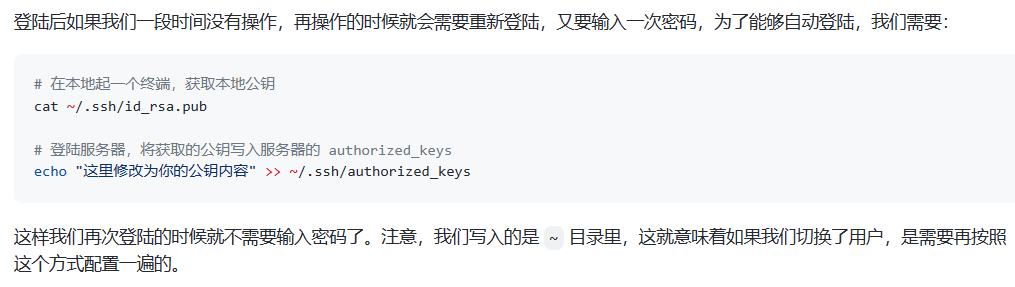 登陆后如果我们一段时间没有操作，再操作的时候就会需要重新登陆，又要输入一次密码，为了能够自动登陆，我们需要：
# 在本地起一个终端，获取本地公钥
cat ~/.ssh/id_rsa.pub
# 登陆服务器，将获取的公钥写入服务器的 authorized_keys
echo "这里修改为你的公钥内容" >> ~/.ssh/authorized_keys
这样我们再次登陆的时候就不需要输入密码了。注意，我们写入的是 ~ 目录里，这就意味着如果我们切换了用户，是需要再按照
这个方式配置一遍的。